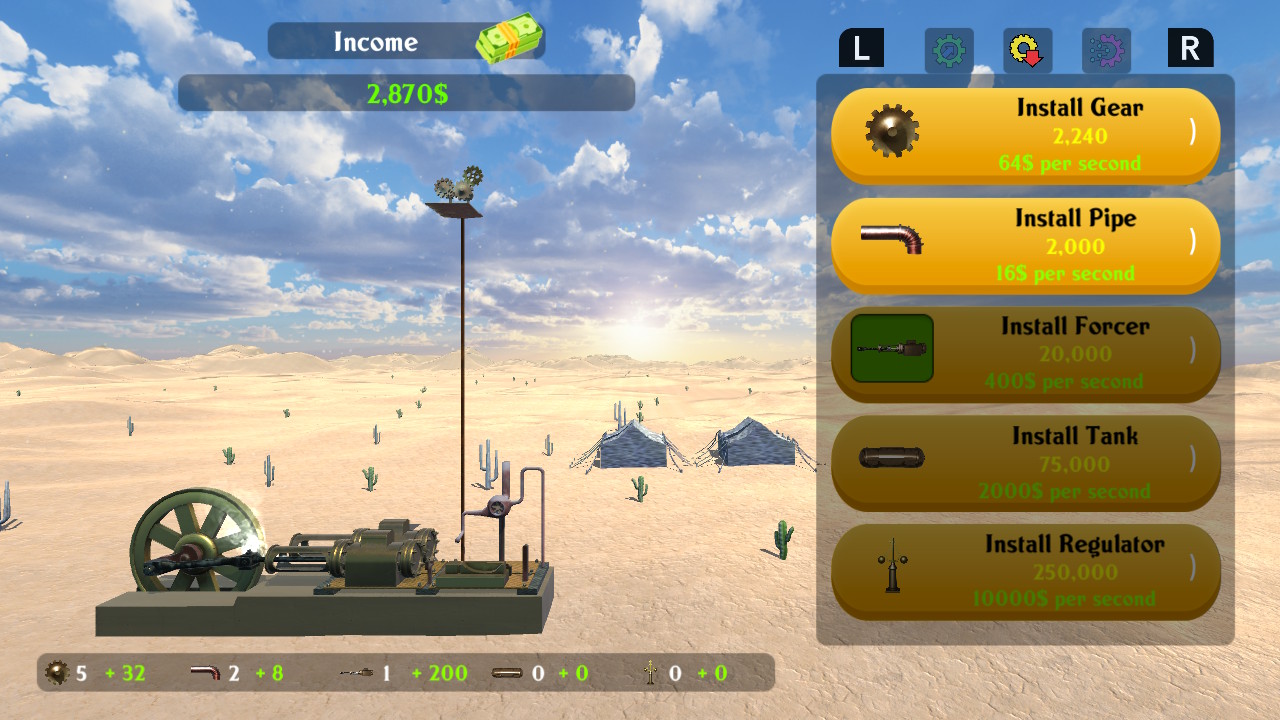 Income
2,870$
L
R
Install Gear
2,240
64$ per second
Install Pipe
2,000
16$ per second
Install Forcer
20,000
400$ per second
Install Tank
75,000
2000$ per second
Install Regulator
250,000
10000$ per second
5 + 32 2 + 8 1 + 200 0 + 0 0 + 0